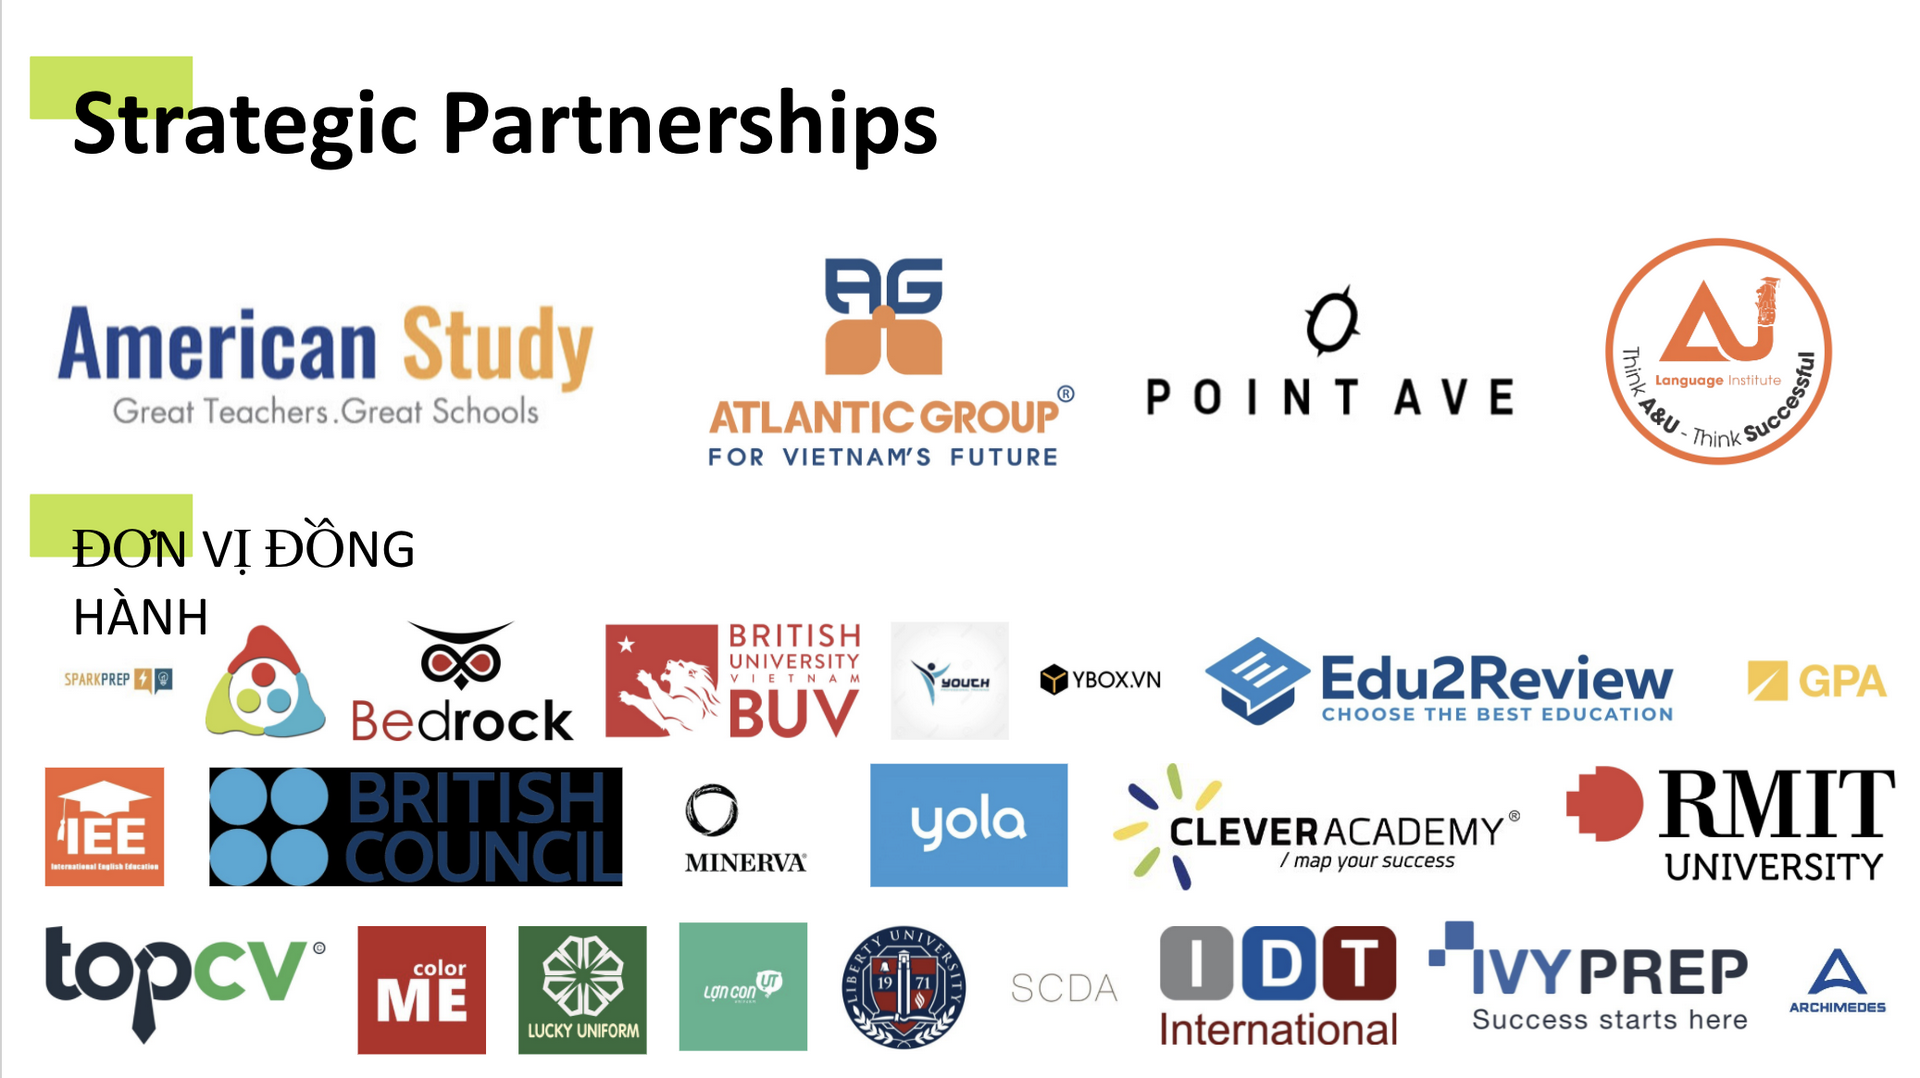 Strategic Partnerships
American Study
Great Teachers.Great Schools
AG
ATLANTIC GROUP®
FOR VIETNAM'S FUTURE
POINT AVE
AU
Language Institute
Think A&U - Think Successful
ĐƠN VỊ ĐỒNG
HÀNH
SPARKPREP
Bedrock
BRITISH
UNIVERSITY
VIETNAM
BUV
YOUTH
YBOX.VN
Edu2Review
CHOOSE THE BEST EDUCATION
GPA
IEE
International English Education
BRITISH
COUNCIL
MINERVA®
yola
CLEVERACADEMY®
/ map your success
RMIT
UNIVERSITY
topcv©
color
ME
LUCKY UNIFORM
LỢN CON
UT
LIBERTY UNIVERSITY
19 71
SCDA
IDT
International
IVYPREP
Success starts here
ARCHIMEDES